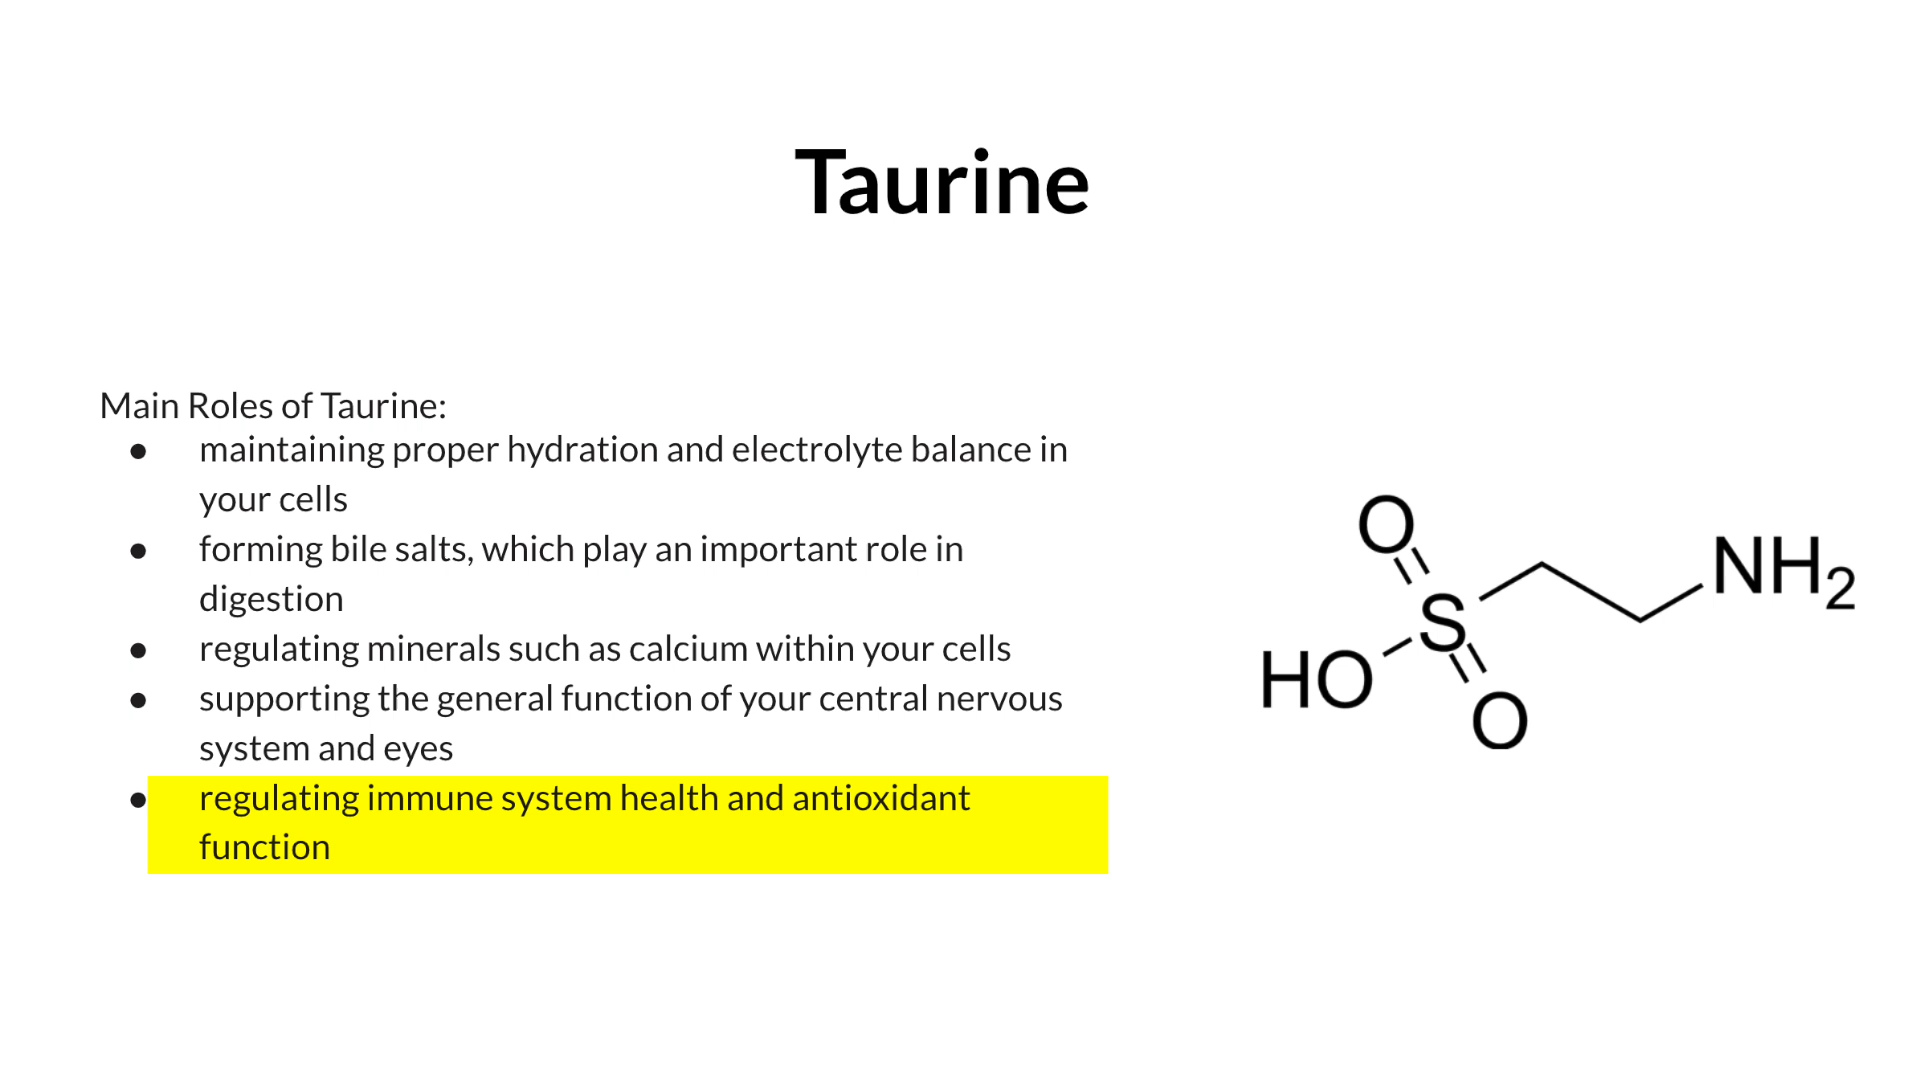 Taurine
Main Roles of Taurine:
● maintaining proper hydration and electrolyte balance in
your cells
● forming bile salts, which play an important role in
digestion
● regulating minerals such as calcium within your cells
● supporting the general function of your central nervous
system and eyes
● regulating immune system health and antioxidant
function
O
NH2
S
HO
O